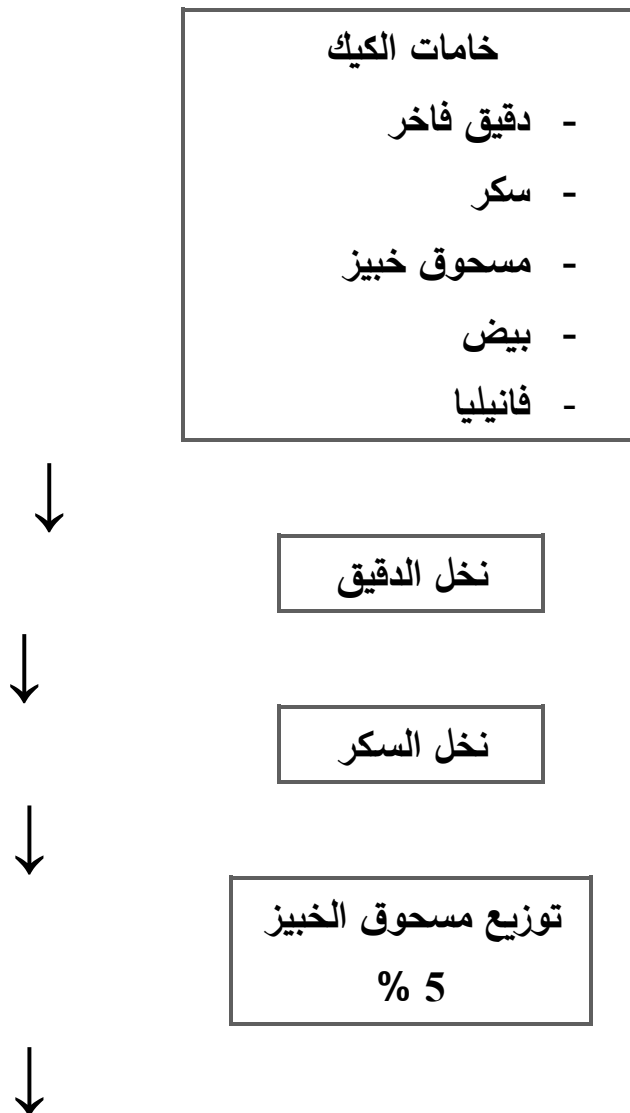 خامات الكيك
- دقيق فاخر
- سكر
- مسحوق خبيز
- بيض
- فانيليا
↓
نخل الدقيق
↓
نخل السكر
↓
توزيع مسحوق الخبيز
5 %
↓